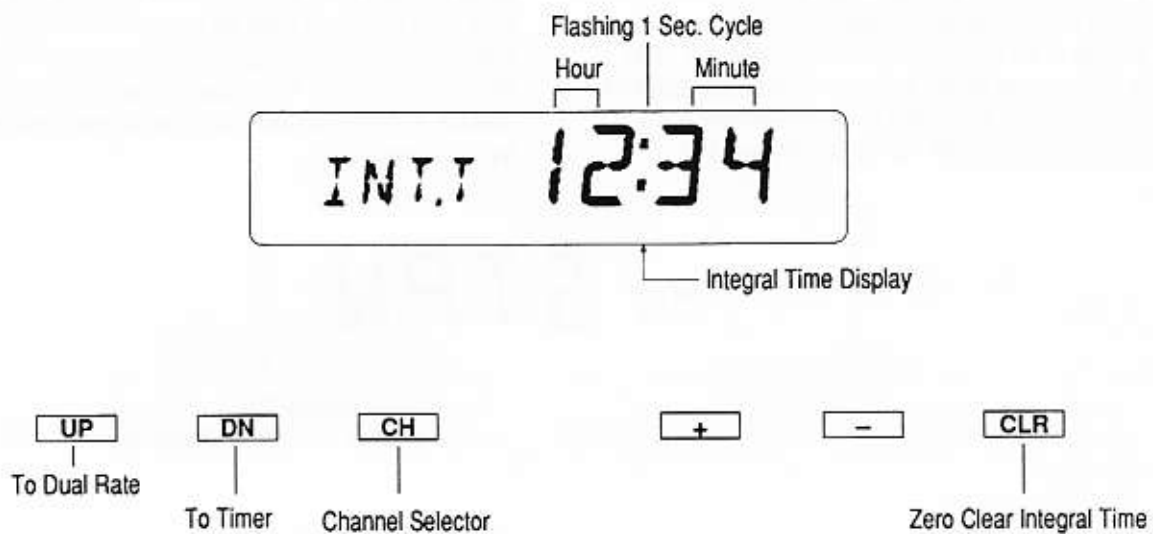 Flashing 1 Sec. Cycle
Hour Minute
INT.T 12:34
Integral Time Display
UP DN CH + – CLR
To Dual Rate
To Timer Channel Selector Zero Clear Integral Time